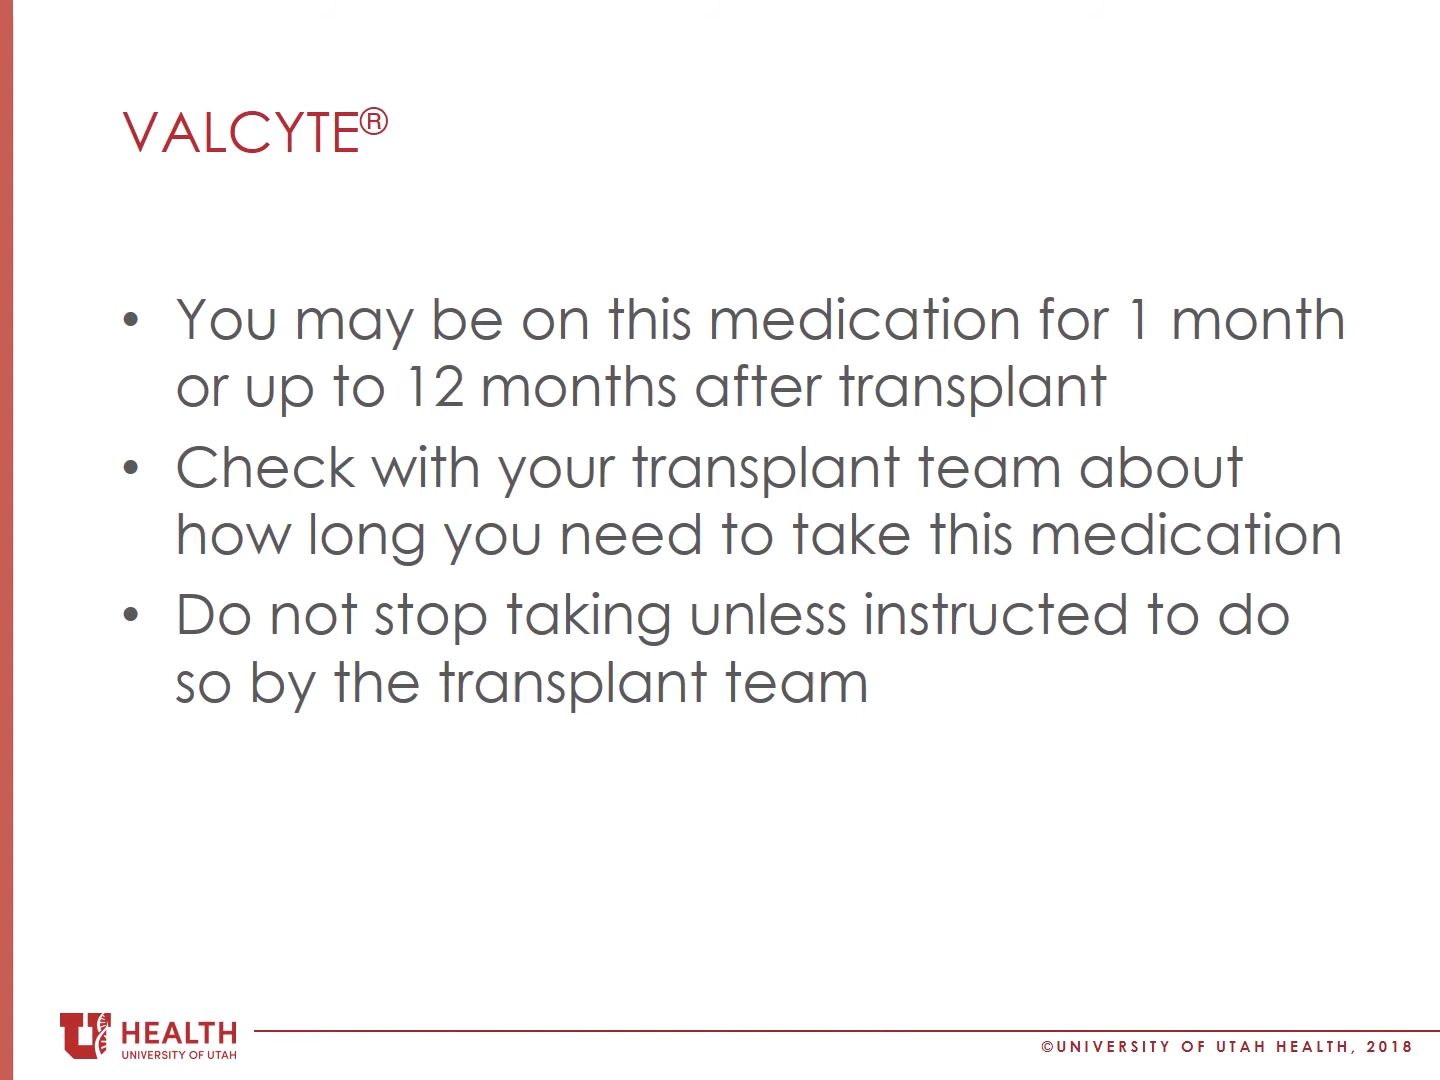 VALCYTE®
• You may be on this medication for 1 month
or up to 12 months after transplant
• Check with your transplant team about
how long you need to take this medication
• Do not stop taking unless instructed to do
so by the transplant team
U HEALTH
UNIVERSITY OF UTAH
©UNIVERSITY OF UTAH HEALTH, 2018